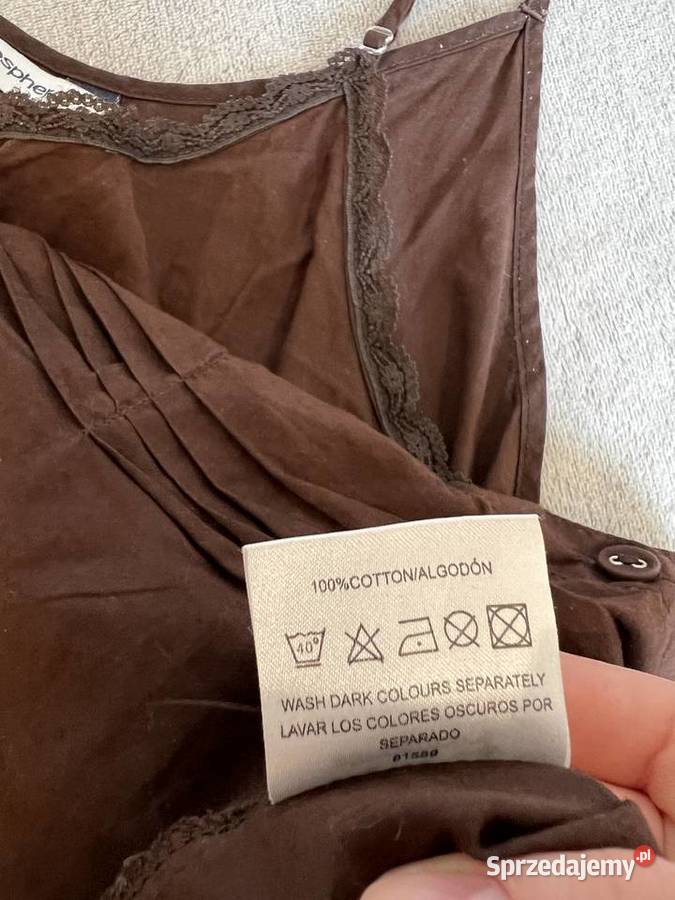 100%COTTON/ALGODÓN
40°
WASH DARK COLOURS SEPARATELY
LAVAR LOS COLORES OSCUROS POR
SEPARADO
Sprzedajemy.pl